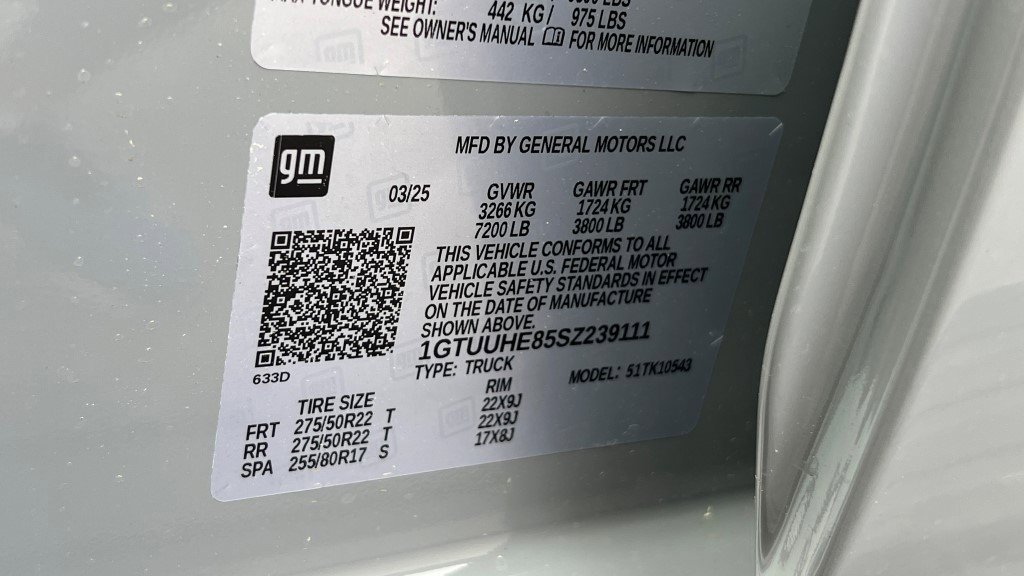 MAX TONGUE WEIGHT:
442 KG/ 975 LBS
SEE OWNER'S MANUAL FOR MORE INFORMATION
gm
MFD BY GENERAL MOTORS LLC
03/25 GVWR GAWR FRT GAWR RR
3266 KG 1724 KG 1724 KG
7200 LB 3800 LB 3800 LB
THIS VEHICLE CONFORMS TO ALL
APPLICABLE U.S. FEDERAL MOTOR
VEHICLE SAFETY STANDARDS IN EFFECT
ON THE DATE OF MANUFACTURE
SHOWN ABOVE.
1GTUUHE85SZ239111
633D
TYPE: TRUCK MODEL: 51TK10543
TIRE SIZE RIM
FRT 275/50R22 T 22X9J
RR 275/50R22 T 22X9J
SPA 255/80R17 S 17X8J